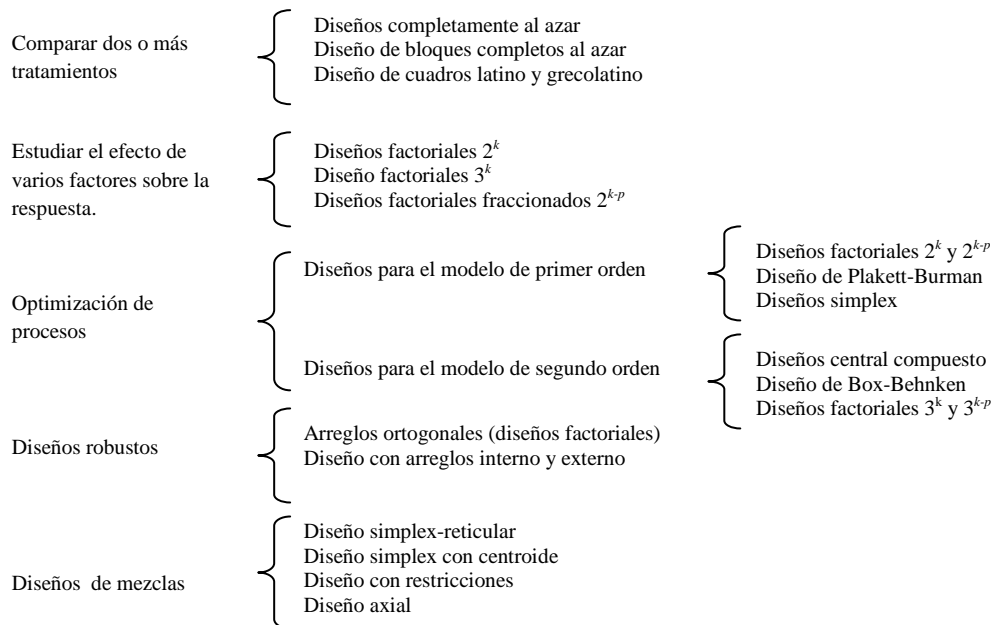 Comparar dos o más
tratamientos
Diseños completamente al azar
Diseño de bloques completos al azar
Diseño de cuadros latino y grecolatino
Estudiar el efecto de
varios factores sobre la
respuesta.
Diseños factoriales 2^k
Diseño factoriales 3^k
Diseños factoriales fraccionados 2^{k-p}
Optimización de
procesos
Diseños para el modelo de primer orden
Diseños factoriales 2^k y 2^{k-p}
Diseño de Plakett-Burman
Diseños simplex
Diseños para el modelo de segundo orden
Diseños central compuesto
Diseño de Box-Behnken
Diseños factoriales 3^k y 3^{k-p}
Diseños robustos
Arreglos ortogonales (diseños factoriales)
Diseño con arreglos interno y externo
Diseños de mezclas
Diseño simplex-reticular
Diseño simplex con centroide
Diseño con restricciones
Diseño axial